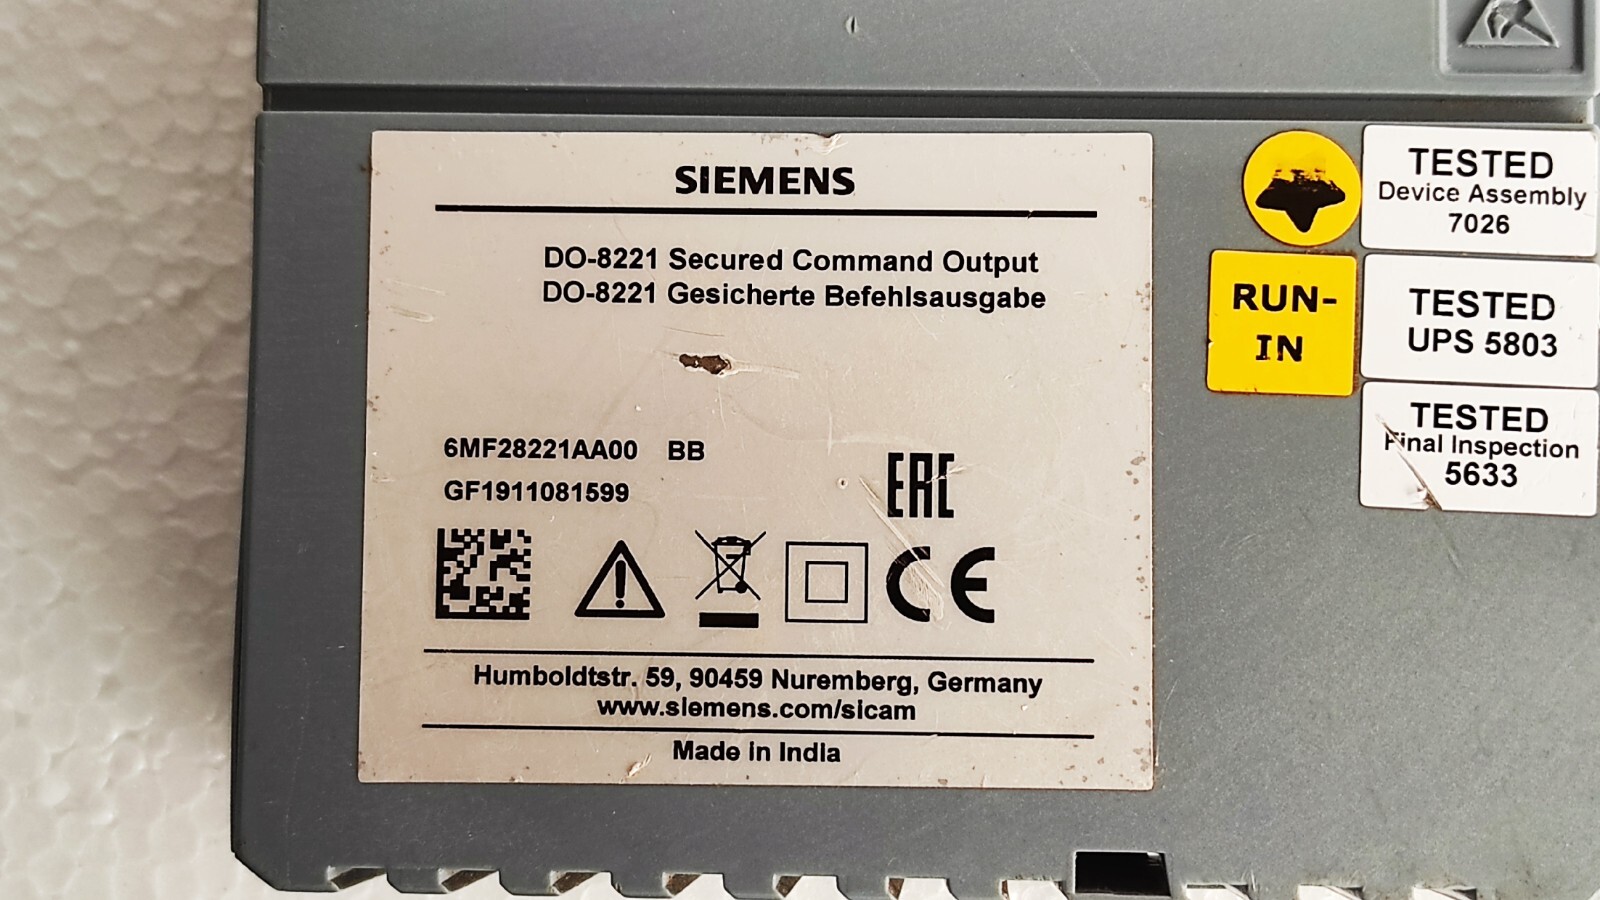 SIEMENS
DO-8221 Secured Command Output
DO-8221 Gesicherte Befehlsausgabe
6MF28221AA00 BB
GF1911081599
EAC
CE
Humboldtstr. 59, 90459 Nuremberg, Germany
www.siemens.com/sicam
Made in India
TESTED
Device Assembly
7026
RUN-
IN
TESTED
UPS 5803
TESTED
Final Inspection
5633